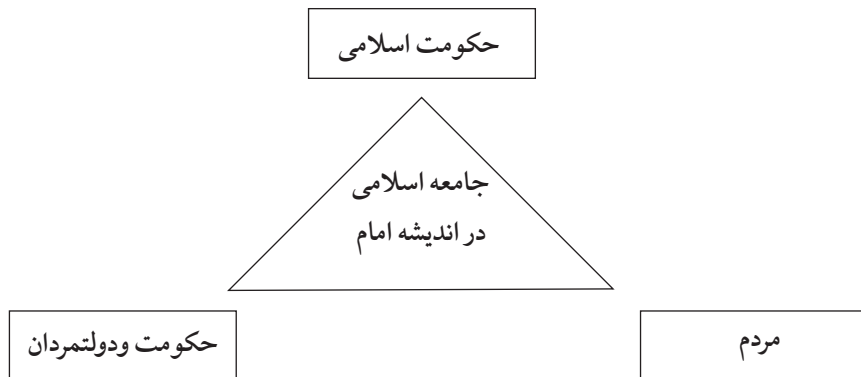 حکومت اسلامی
جامعه اسلامی
در اندیشه امام
مردم
حکومت ودولتمردان